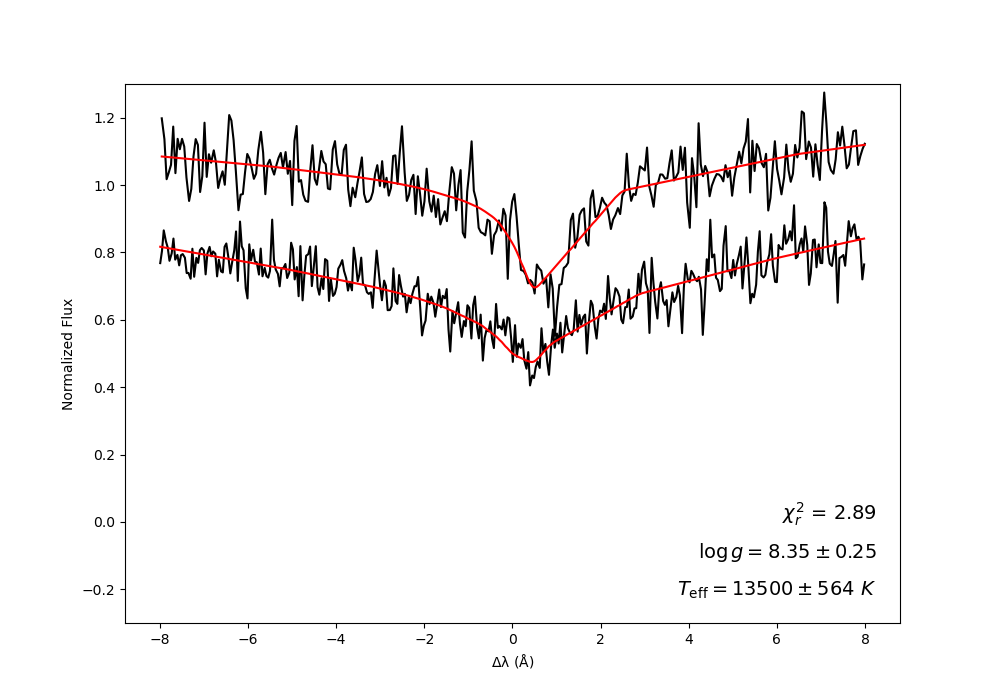 1.2
1.0
0.8
0.6
0.4
0.2
0.0
−0.2
Normalized Flux
χ²ᵣ = 2.89
log g = 8.35 ± 0.25
T_eff = 13500 ± 564 K
−8 −6 −4 −2 0 2 4 6 8
Δλ (Å)